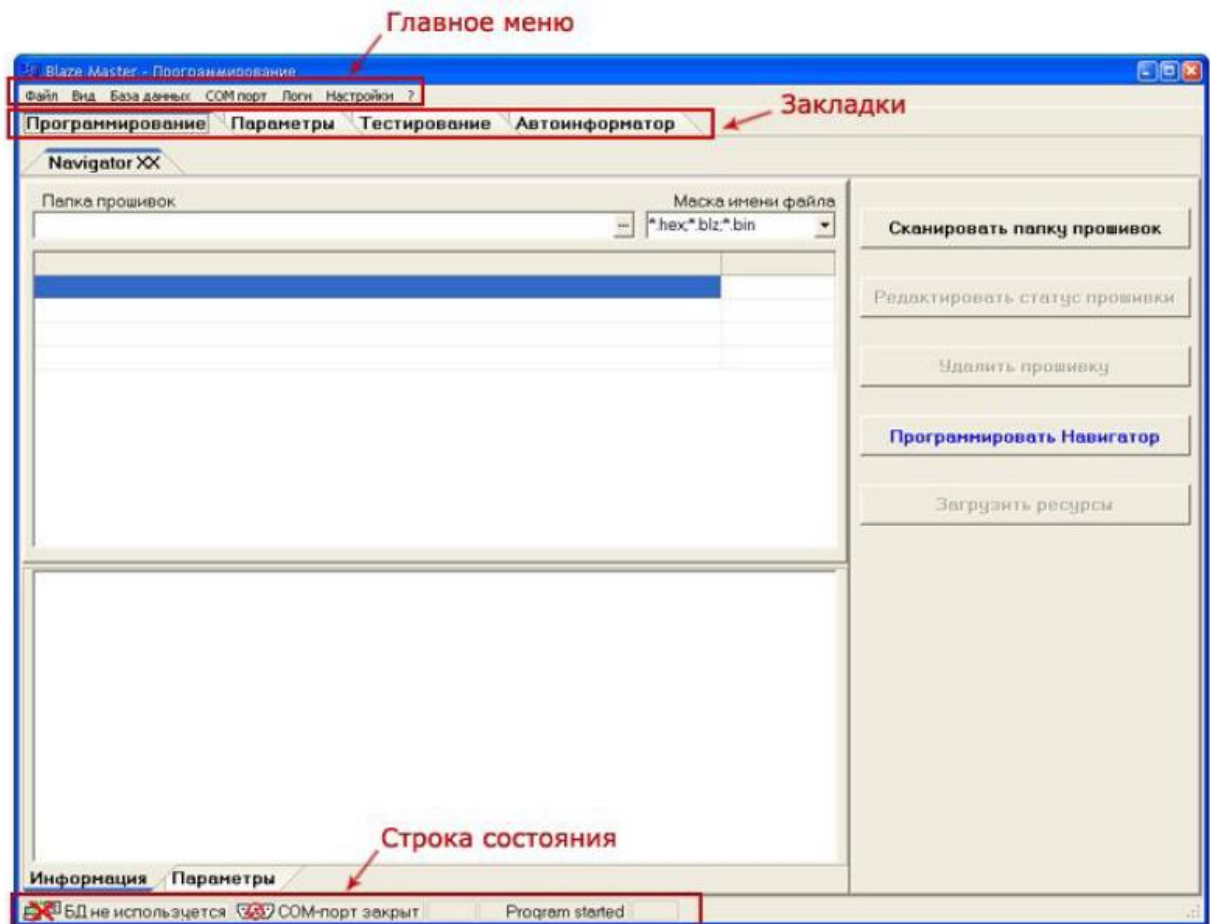 Главное меню
Blaze Master - Программирование
Файл Вид База данных COM порт Логи Настройки ?
Закладки
Программирование Параметры Тестирование Автоинформатор
Navigator XX
Папка прошивок Маска имени файла
... *.hex;*.blz;*.bin
Сканировать папку прошивок
Редактировать статус прошивки
Удалить прошивку
Программировать Навигатор
Загрузить ресурсы
Строка состояния
Информация Параметры
БД не используется COM-порт закрыт Program started